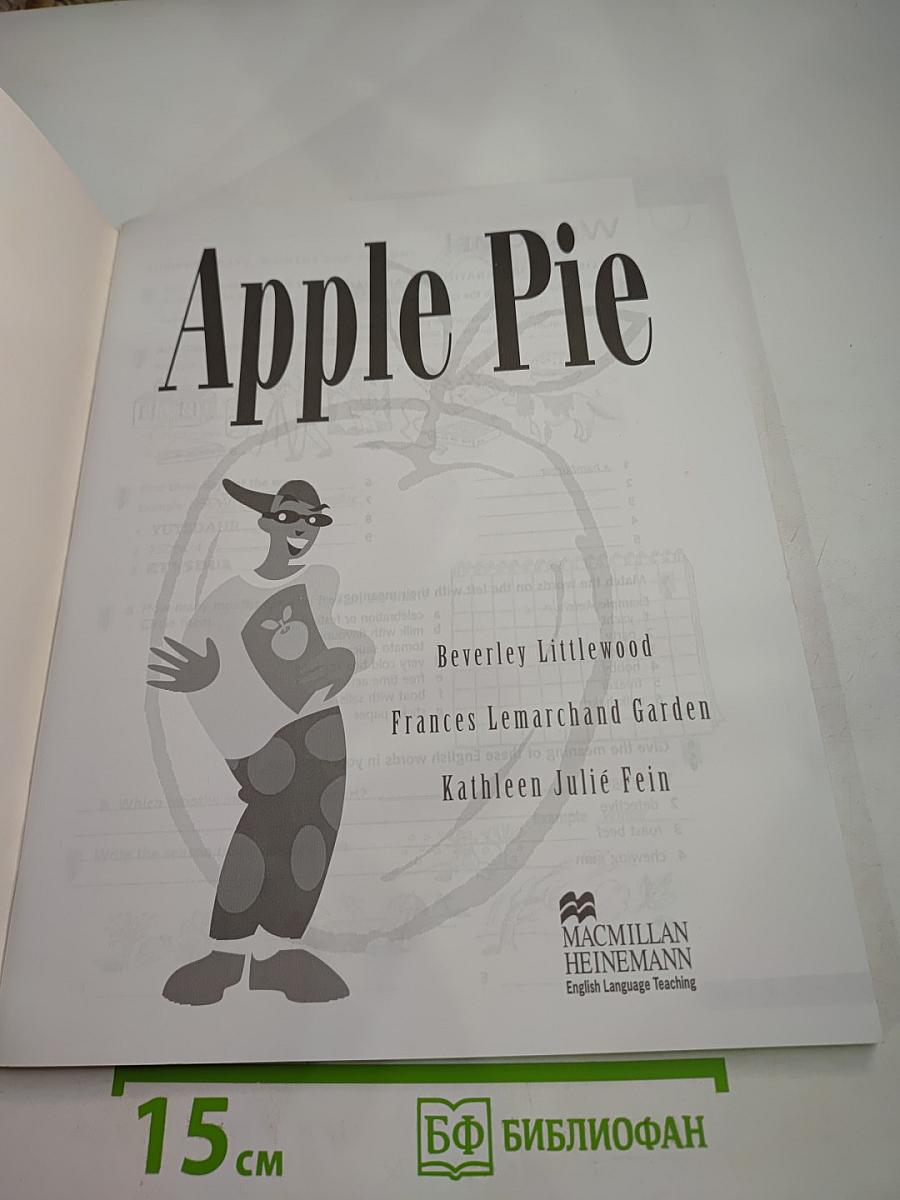 Apple Pie
Beverley Littlewood
Frances Lemarchand Garden
Kathleen Julié Fein
MACMILLAN
HEINEMANN
English Language Teaching
15 см
БФ БИБЛИОФАН